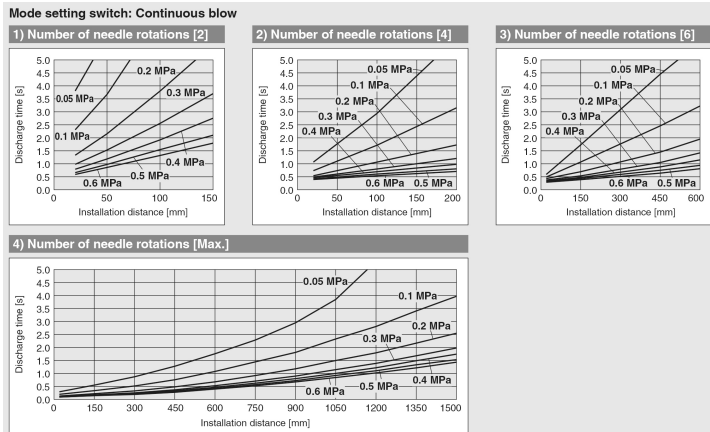 Mode setting switch: Continuous blow
1) Number of needle rotations [2]
Discharge time [s]
5.0
4.5
4.0
3.5
3.0
2.5
2.0
1.5
1.0
0.5
0.0
0.2 MPa
0.05 MPa
0.3 MPa
0.1 MPa
0.4 MPa
0.5 MPa
0.6 MPa
0 50 100 150
Installation distance [mm]
2) Number of needle rotations [4]
Discharge time [s]
5.0
4.5
4.0
3.5
3.0
2.5
2.0
1.5
1.0
0.5
0.0
0.05 MPa
0.1 MPa
0.2 MPa
0.3 MPa
0.4 MPa
0.6 MPa 0.5 MPa
0 50 100 150 200
Installation distance [mm]
3) Number of needle rotations [6]
Discharge time [s]
5.0
4.5
4.0
3.5
3.0
2.5
2.0
1.5
1.0
0.5
0.0
0.05 MPa
0.1 MPa
0.2 MPa
0.3 MPa
0.4 MPa
0.6 MPa 0.5 MPa
0 150 300 450 600
Installation distance [mm]
4) Number of needle rotations [Max.]
Discharge time [s]
5.0
4.5
4.0
3.5
3.0
2.5
2.0
1.5
1.0
0.5
0.0
0.05 MPa
0.1 MPa
0.2 MPa
0.3 MPa
0.4 MPa
0.5 MPa
0.6 MPa
0 150 300 450 600 750 900 1050 1200 1350 1500
Installation distance [mm]